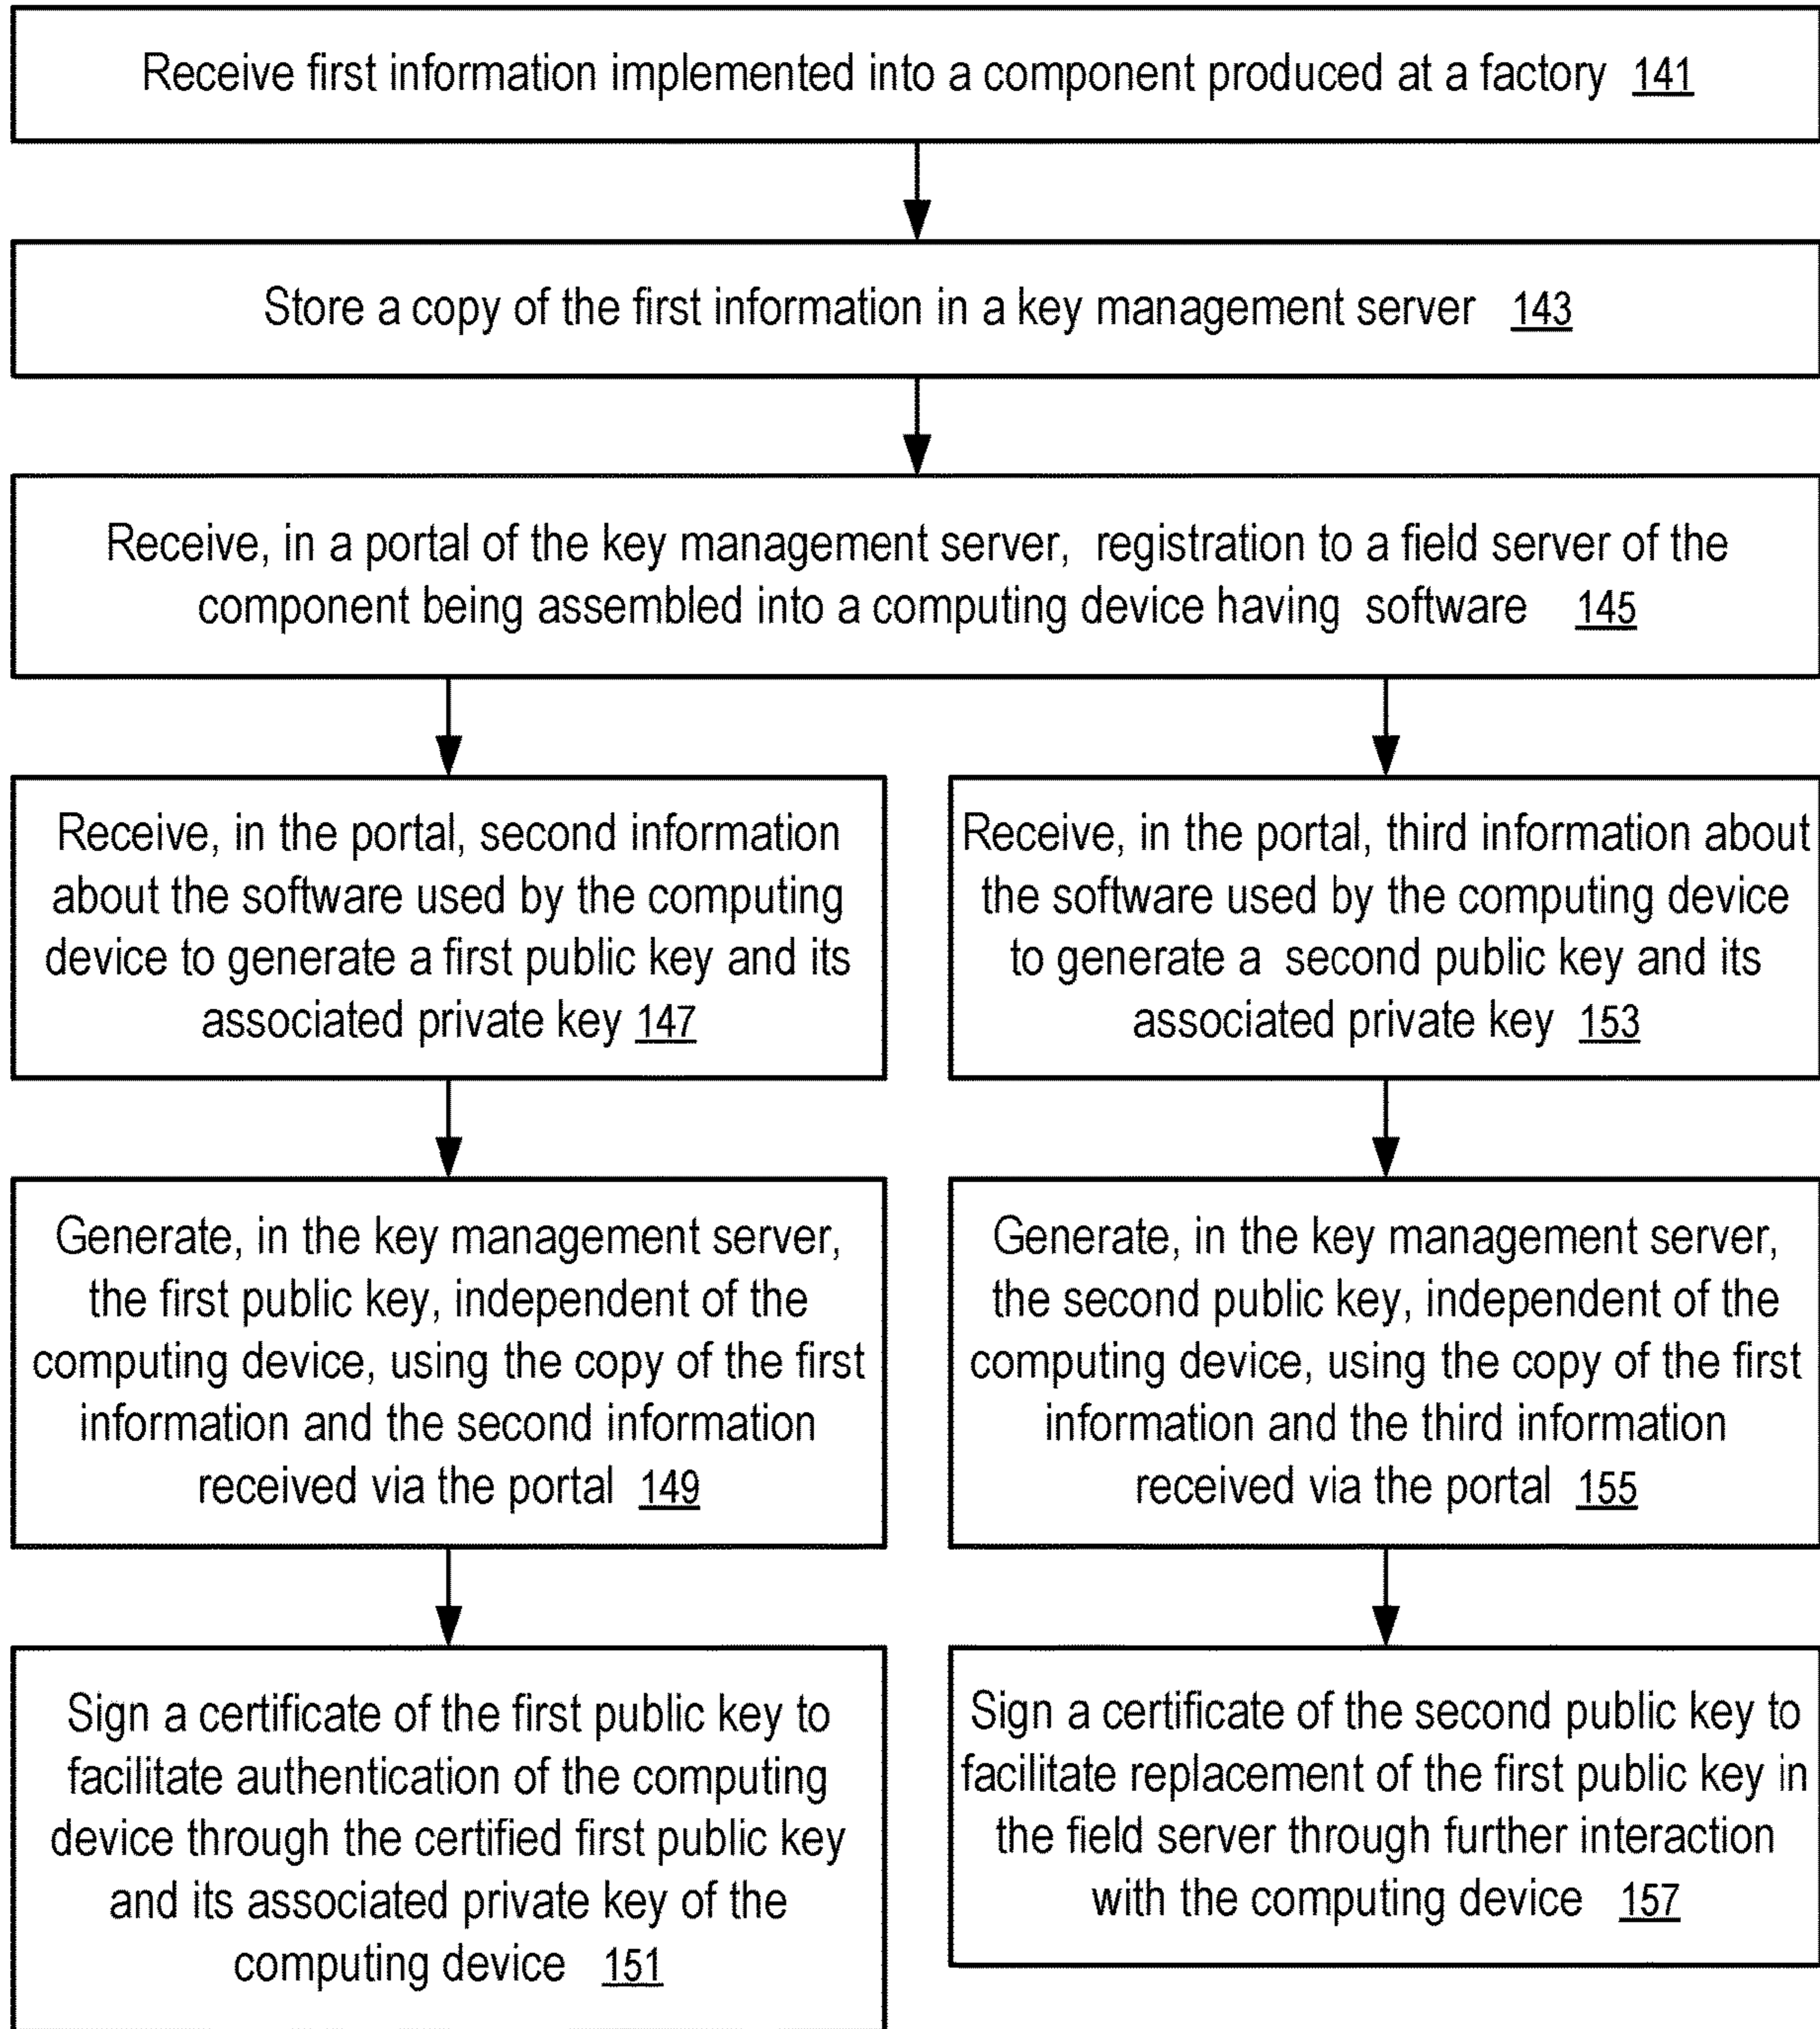 Receive first information implemented into a component produced at a factory 141
Store a copy of the first information in a key management server 143
Receive, in a portal of the key management server, registration to a field server of the
component being assembled into a computing device having software 145
Receive, in the portal, second information
about the software used by the computing
device to generate a first public key and its
associated private key 147
Generate, in the key management server,
the first public key, independent of the
computing device, using the copy of the first
information and the second information
received via the portal 149
Sign a certificate of the first public key to
facilitate authentication of the computing
device through the certified first public key
and its associated private key of the
computing device 151
Receive, in the portal, third information about
the software used by the computing device
to generate a second public key and its
associated private key 153
Generate, in the key management server,
the second public key, independent of the
computing device, using the copy of the first
information and the third information
received via the portal 155
Sign a certificate of the second public key to
facilitate replacement of the first public key in
the field server through further interaction
with the computing device 157